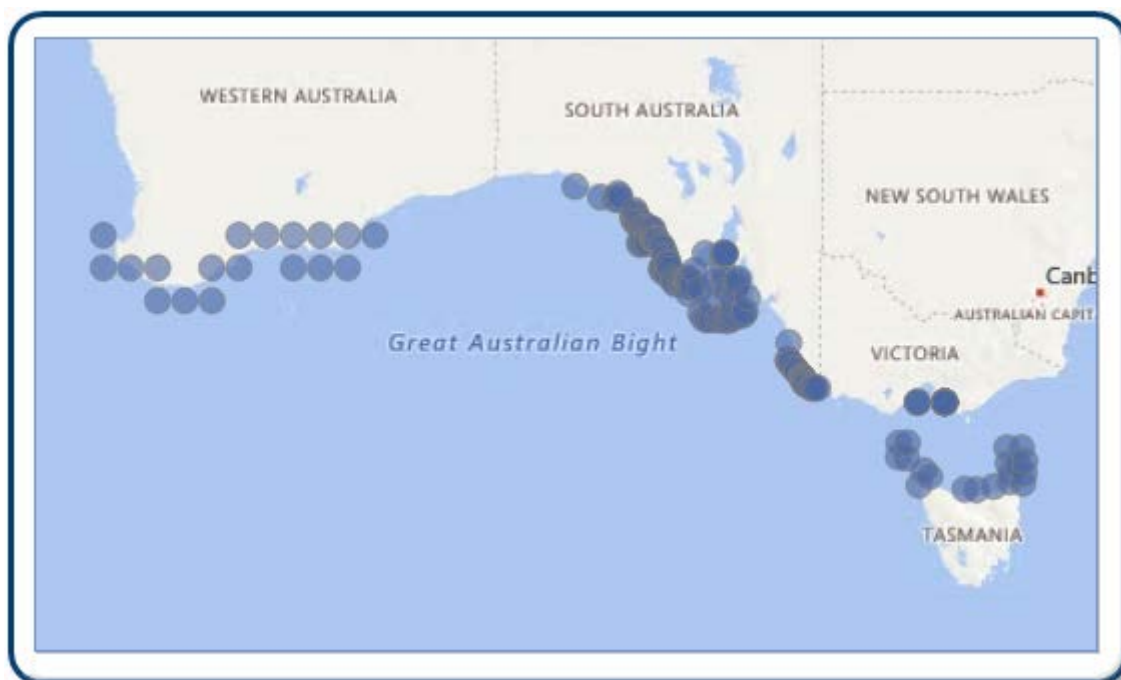 WESTERN AUSTRALIA
SOUTH AUSTRALIA
NEW SOUTH WALES
Canb
AUSTRALIAN CAPIT
Great Australian Bight
VICTORIA
TASMANIA